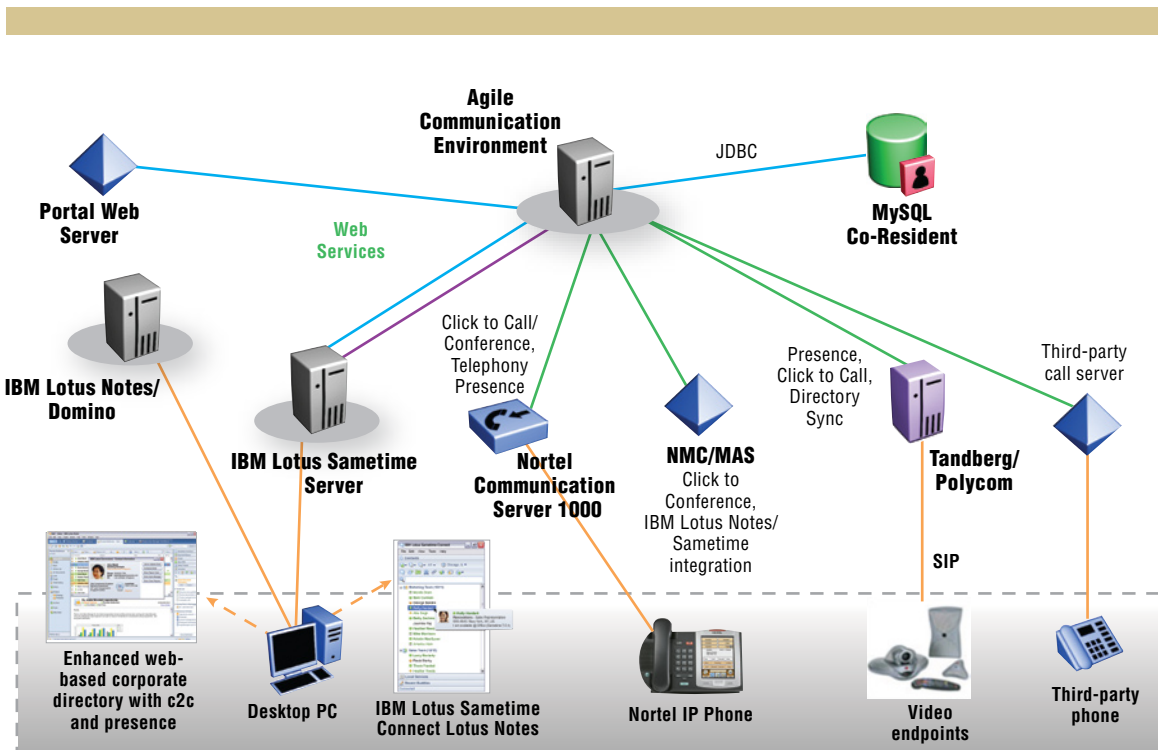 Agile
Communication
Environment
JDBC
Portal Web
Server
MySQL
Co-Resident
Web
Services
Click to Call/
Conference,
Telephony
Presence
Presence,
Click to Call,
Directory
Sync
Third-party
call server
IBM Lotus Notes/
Domino
IBM Lotus Sametime
Server
Nortel
Communication
Server 1000
NMC/MAS
Click to
Conference,
IBM Lotus Notes/
Sametime
integration
Tandberg/
Polycom
SIP
Enhanced web-
based corporate
directory with c2c
and presence
Desktop PC
IBM Lotus Sametime
Connect Lotus Notes
Nortel IP Phone
Video
endpoints
Third-party
phone